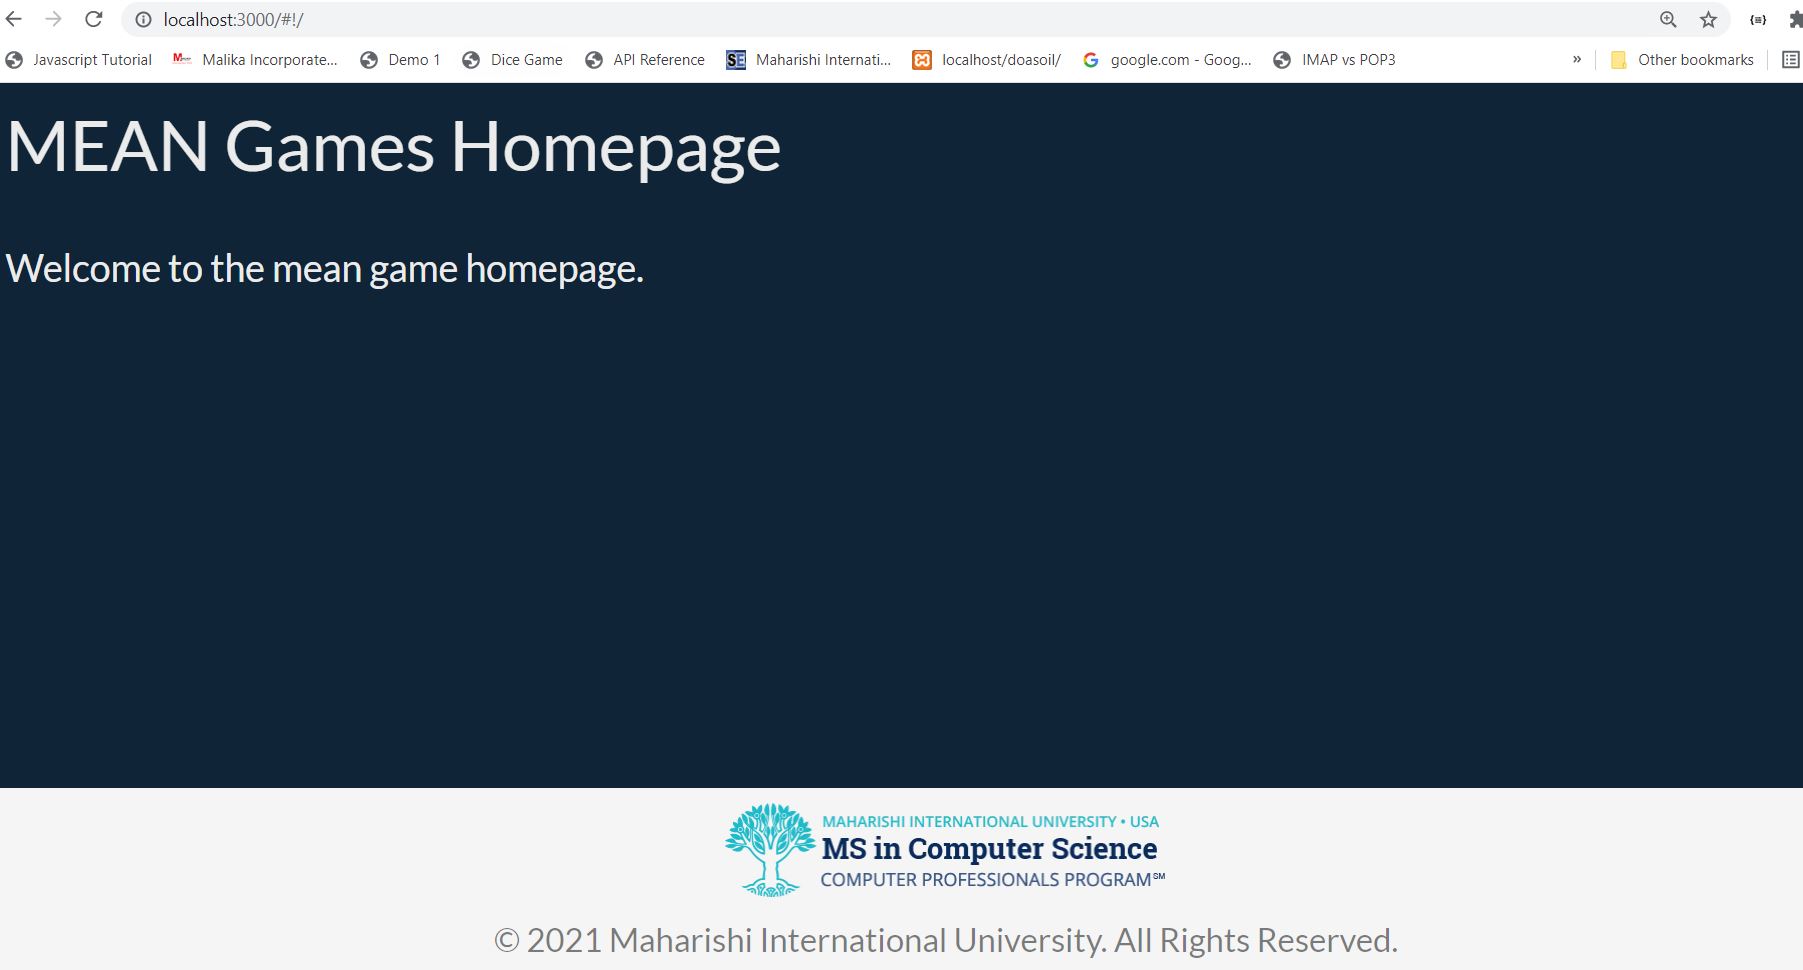 localhost:3000/#!/
Javascript Tutorial Malika Incorporate... Demo 1 Dice Game API Reference SE Maharishi Internati... localhost/doasoil/ google.com - Goog... IMAP vs POP3 » Other bookmarks
MEAN Games Homepage
Welcome to the mean game homepage.
MAHARISHI INTERNATIONAL UNIVERSITY • USA
MS in Computer Science
COMPUTER PROFESSIONALS PROGRAM℠
© 2021 Maharishi International University. All Rights Reserved.